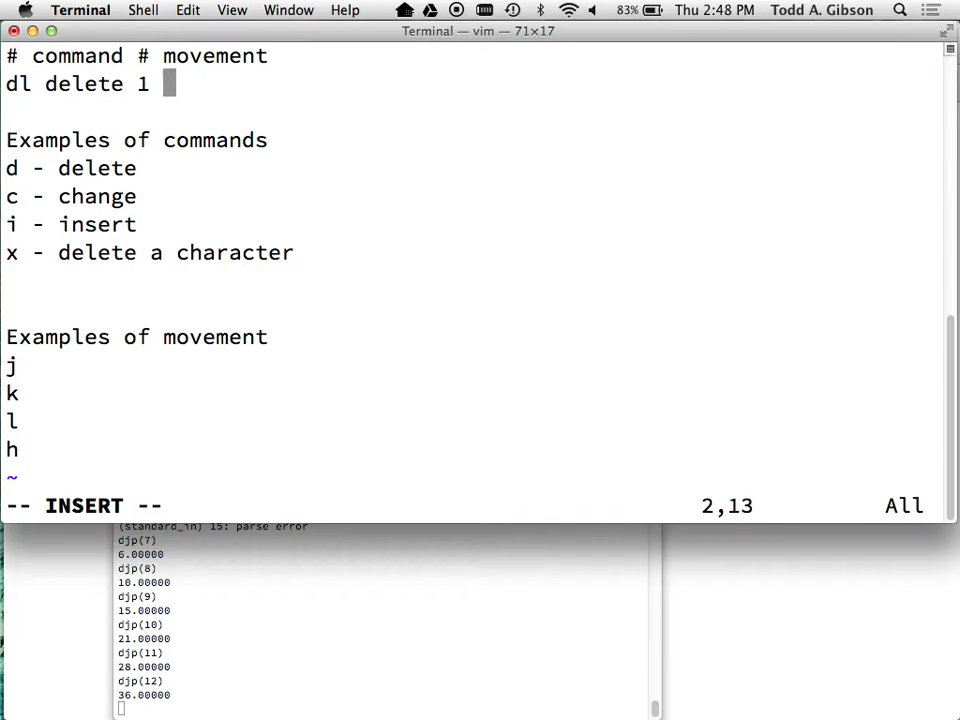 Terminal Shell Edit View Window Help 83% Thu 2:48 PM Todd A. Gibson
Terminal — vim — 71×17
# command # movement
dl delete 1
Examples of commands
d - delete
c - change
i - insert
x - delete a character
Examples of movement
j
k
l
h
~
-- INSERT -- 2,13 All
(standard_in) 15: parse error
djp(7)
6.00000
djp(8)
10.00000
djp(9)
15.00000
djp(10)
21.00000
djp(11)
28.00000
djp(12)
36.00000